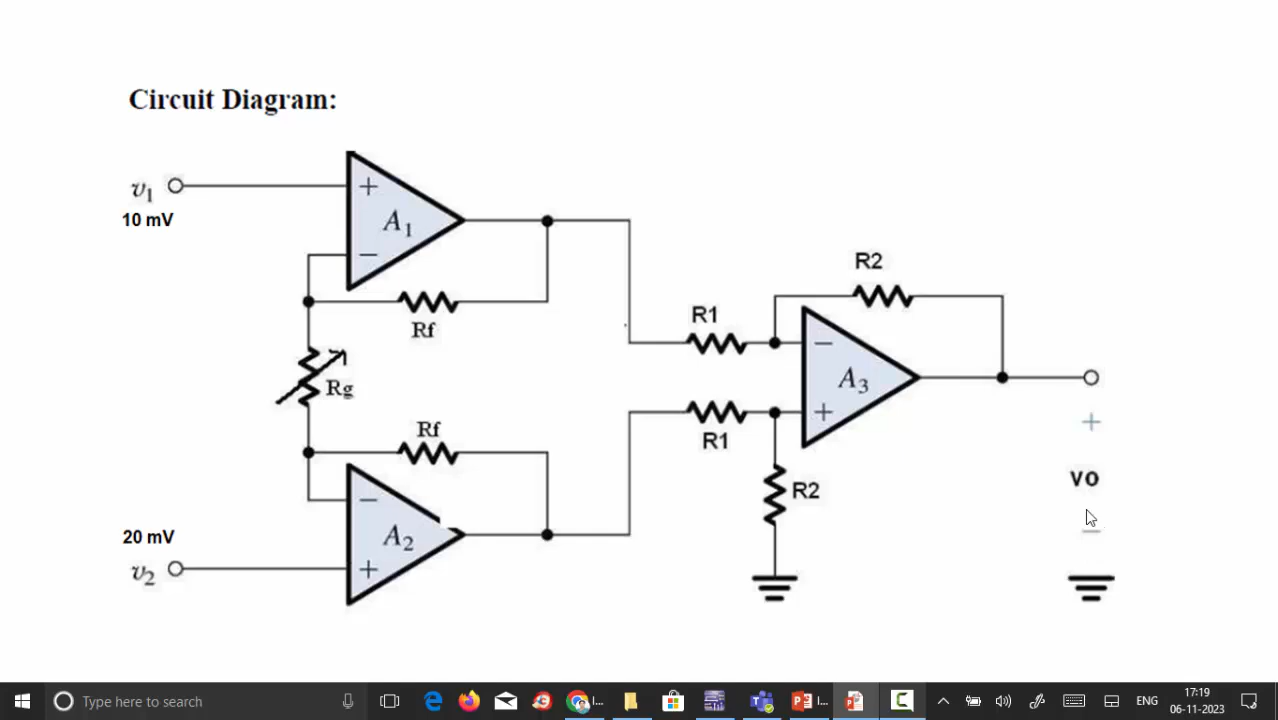 Circuit Diagram:
v1
10 mV
+
A1
−
Rf
Rg
Rf
−
A2
+
20 mV
v2
R1
R1
R2
−
A3
+
R2
+
vo
−
Type here to search
I...
I...
ENG
17:19
06-11-2023